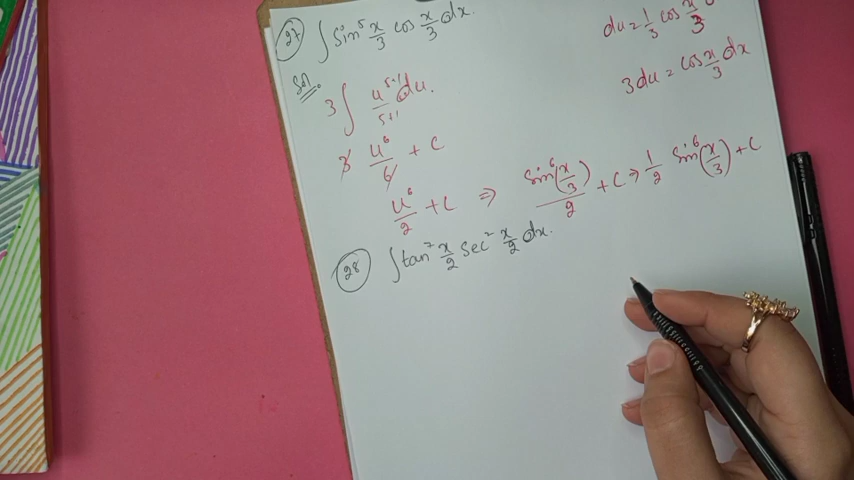 27) ∫ sin⁵ x/3 cos x/3 dx.
du = 1/3 cos x/3
Sol.
3 ∫ u⁵⁺¹/5+1 du.
3du = cos x/3 dx
3 u⁶/6 + C
u⁶/2 + C ⇒ sin⁶(x/3)/2 + C ⇒ 1/2 sin⁶(x/3) + C
28) ∫ tan⁷ x/2 sec² x/2 dx.